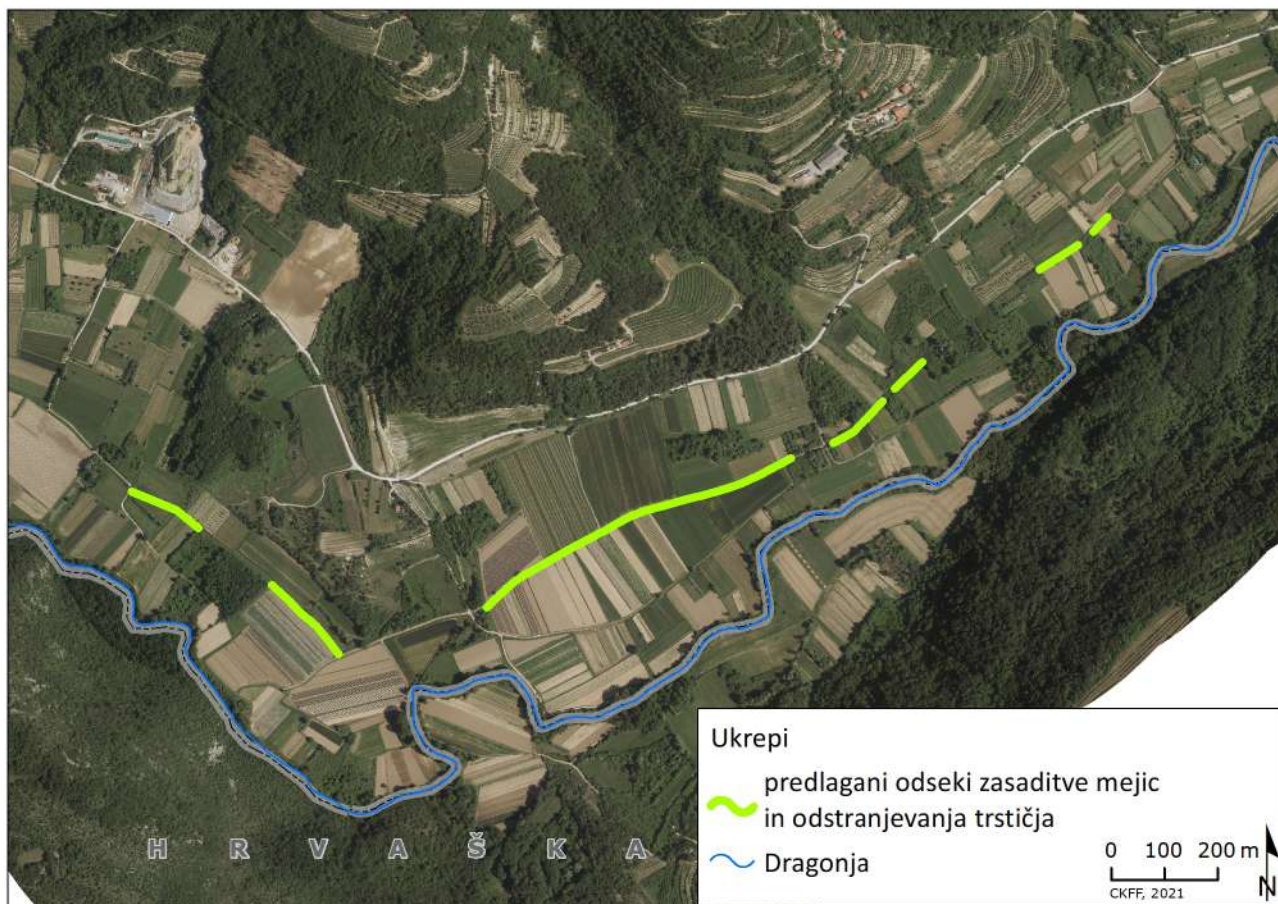 H R V A Š K A
Ukrepi
predlagani odseki zasaditve mejic
in odstranjevanja trstičja
Dragonja
0 100 200 m
CKFF, 2021
N